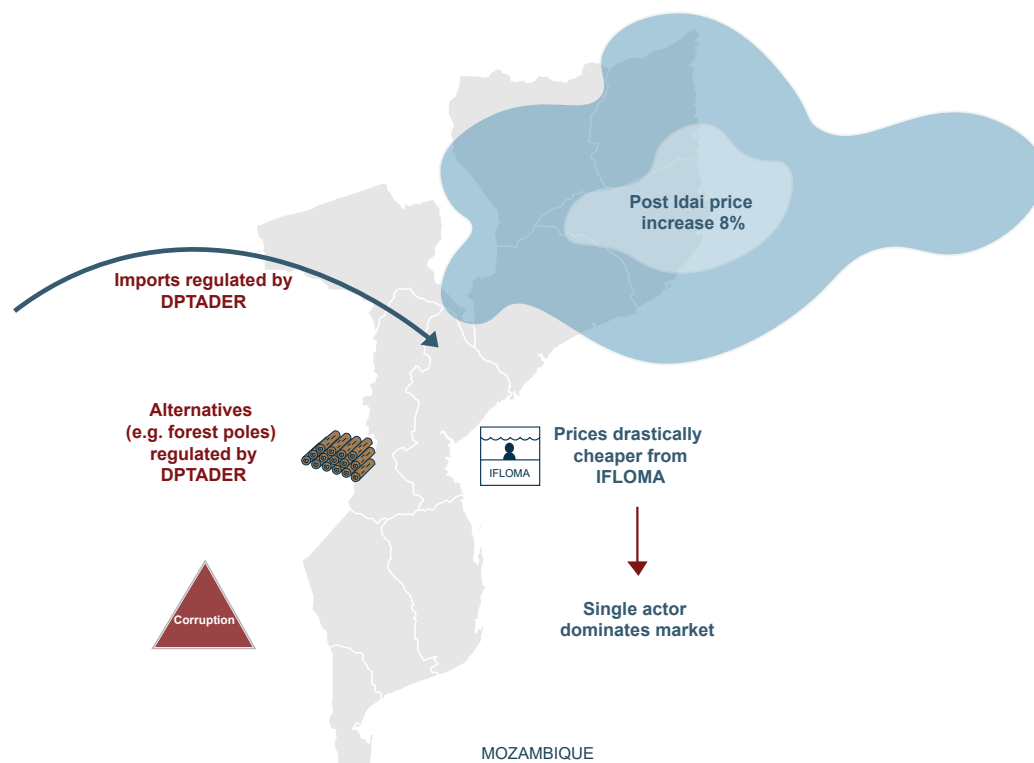 Post Idai price
increase 8%
Imports regulated by
DPTADER
Alternatives
(e.g. forest poles)
regulated by
DPTADER
IFLOMA
Prices drastically
cheaper from
IFLOMA
Corruption
Single actor
dominates market
MOZAMBIQUE